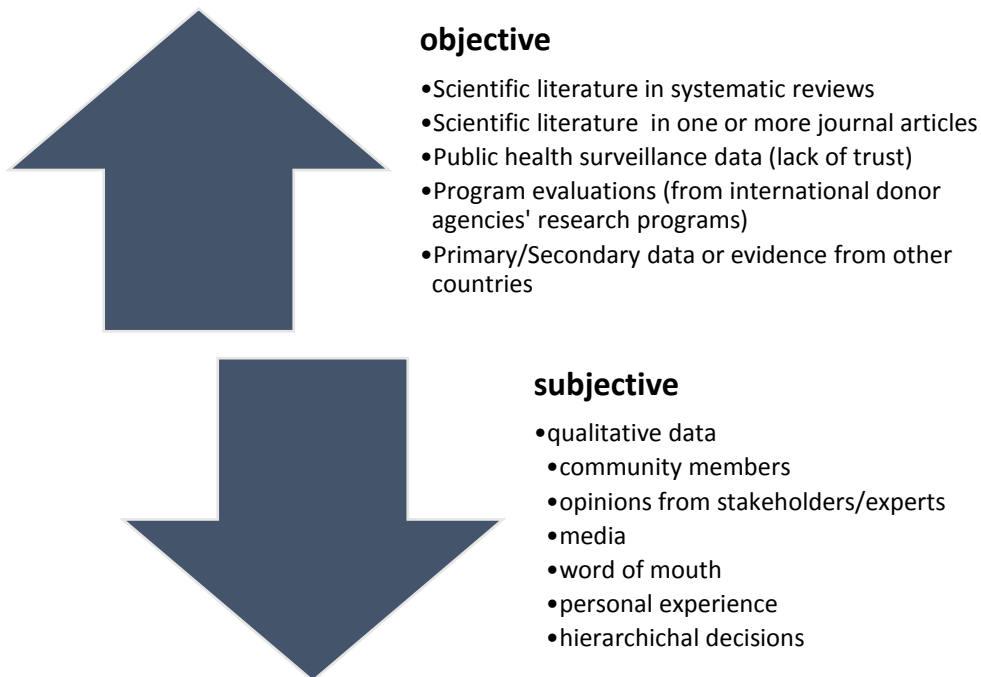 objective
•Scientific literature in systematic reviews
•Scientific literature in one or more journal articles
•Public health surveillance data (lack of trust)
•Program evaluations (from international donor
agencies' research programs)
•Primary/Secondary data or evidence from other
countries
subjective
•qualitative data
•community members
•opinions from stakeholders/experts
•media
•word of mouth
•personal experience
•hierarchichal decisions